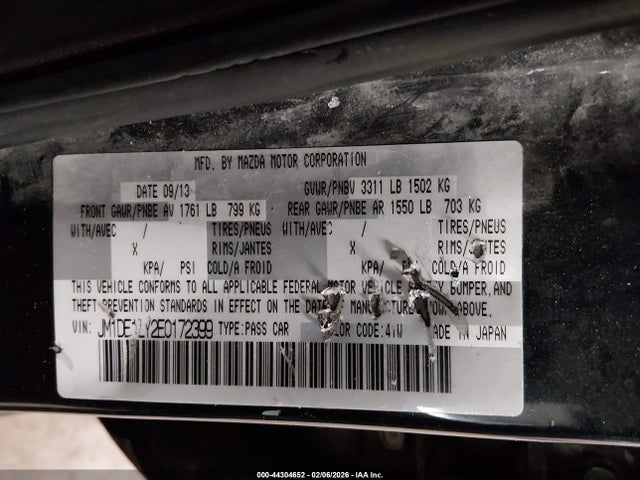 MFD. BY MAZDA MOTOR CORPORATION
DATE 09/13 GVWR/PNBV 3311 LB 1502 KG
FRONT GAWR/PNBE AV 1761 LB 799 KG REAR GAWR/PNBE AR 1550 LB 703 KG
WITH/AVEC / TIRES/PNEUS WITH/AVEC / TIRES/PNEUS
X RIMS/JANTES X RIMS/JANTES
KPA/ PSI COLD/A FROID KPA/ COLD/A FROID
THIS VEHICLE CONFORMS TO ALL APPLICABLE FEDERAL MOTOR VEHICLE BUMPER, AND
THEFT PREVENTION STANDARDS IN EFFECT ON THE MANUFACTURE ABOVE.
VIN: TYPE:PASS CAR COLOR CODE:41W MADE IN JAPAN
000-44304652 - 02/06/2026 - IAA Inc.